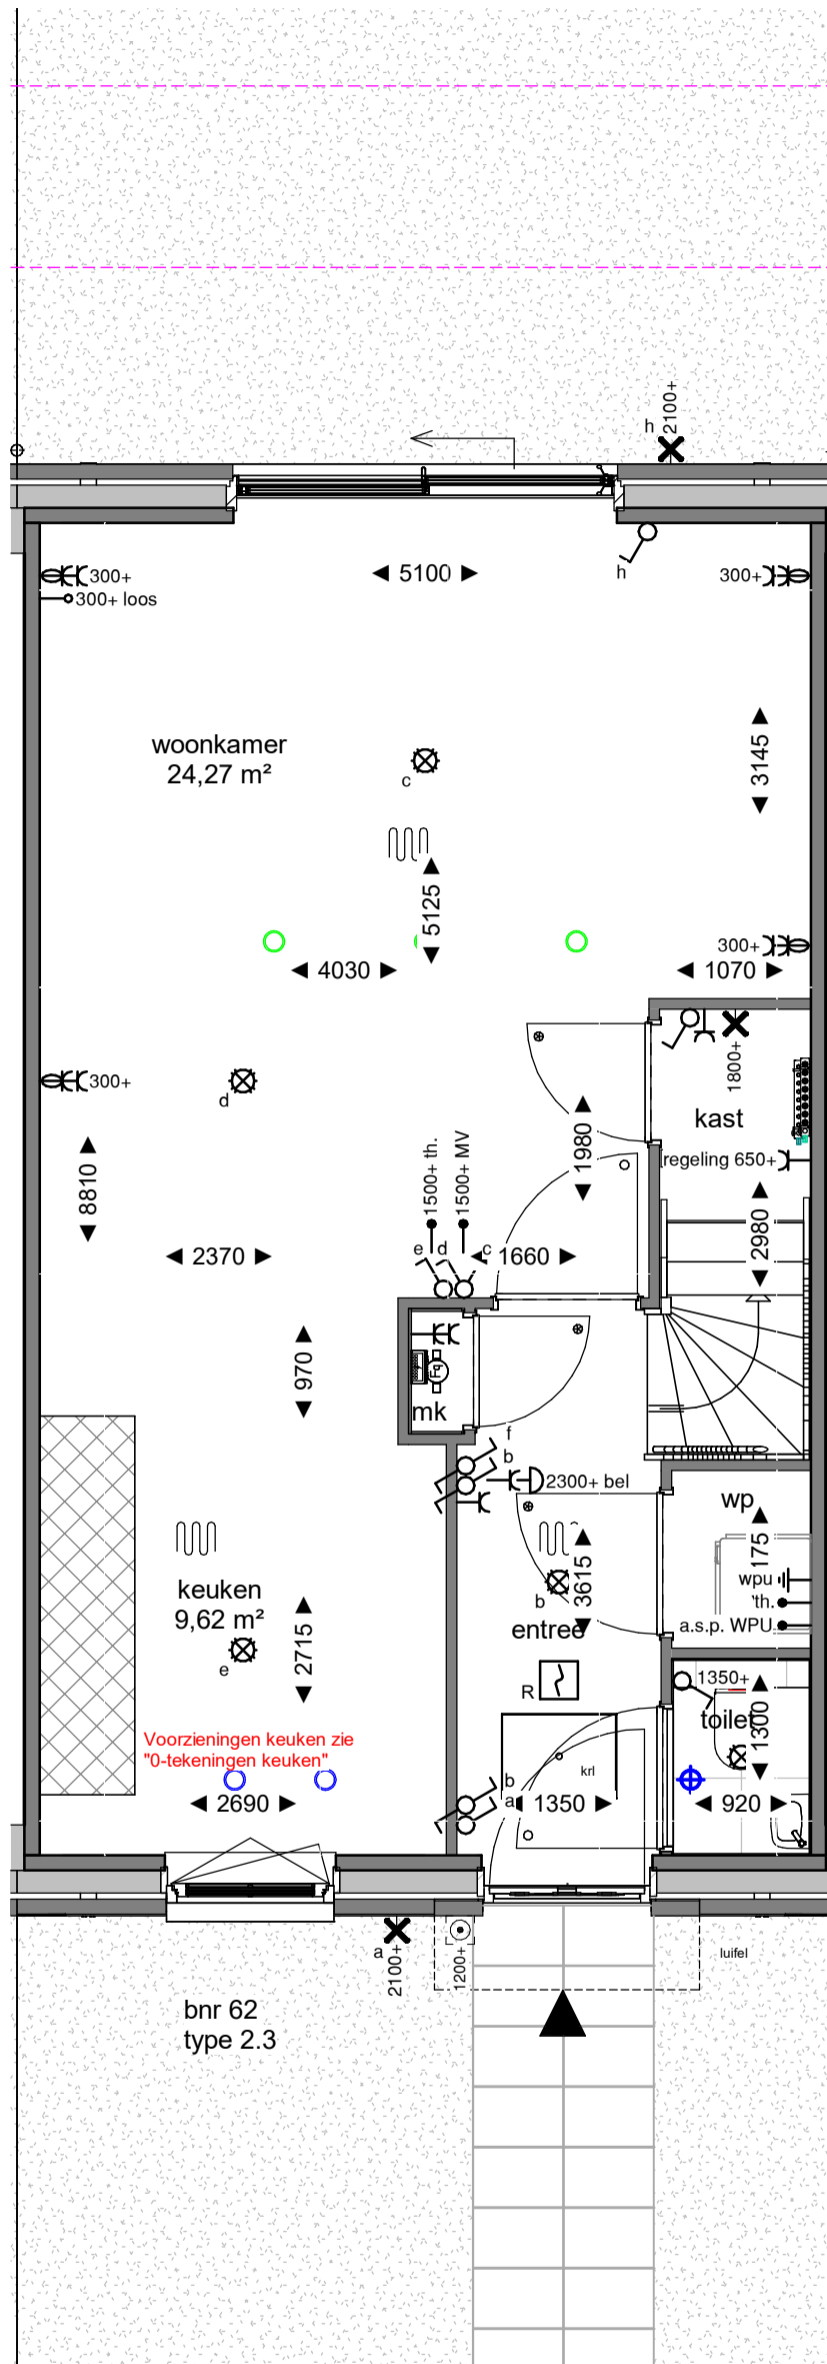 h
2100+
h
5100
300+
300+ loos
300+
woonkamer
24,27 m²
c
3145
5125
300+
4030
1070
1800+
300+
d
kast
1980
1500+ th.
1500+ MV
regeling 650+
8810
2980
2370
e
d
c
1660
970
Fq
mk
f
b
2300+ bel
wp
175
keuken
9,62 m²
e
2715
3615
b
entree
wpu
th.
a.s.p. WPU
R
1350+
toilet
1300
Voorzieningen keuken zie
"0-tekeningen keuken"
krl
b
a
2690
1350
920
a
2100+
1200+
luifel
bnr 62
type 2.3